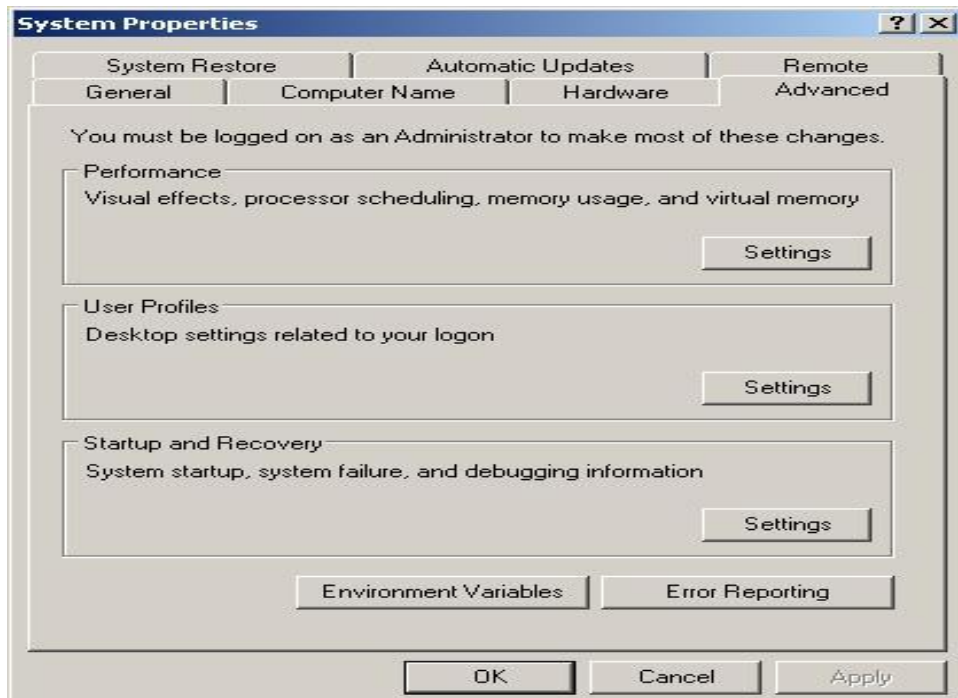 System Properties
System Restore Automatic Updates Remote
General Computer Name Hardware Advanced
You must be logged on as an Administrator to make most of these changes.
Performance
Visual effects, processor scheduling, memory usage, and virtual memory
Settings
User Profiles
Desktop settings related to your logon
Settings
Startup and Recovery
System startup, system failure, and debugging information
Settings
Environment Variables Error Reporting
OK Cancel Apply